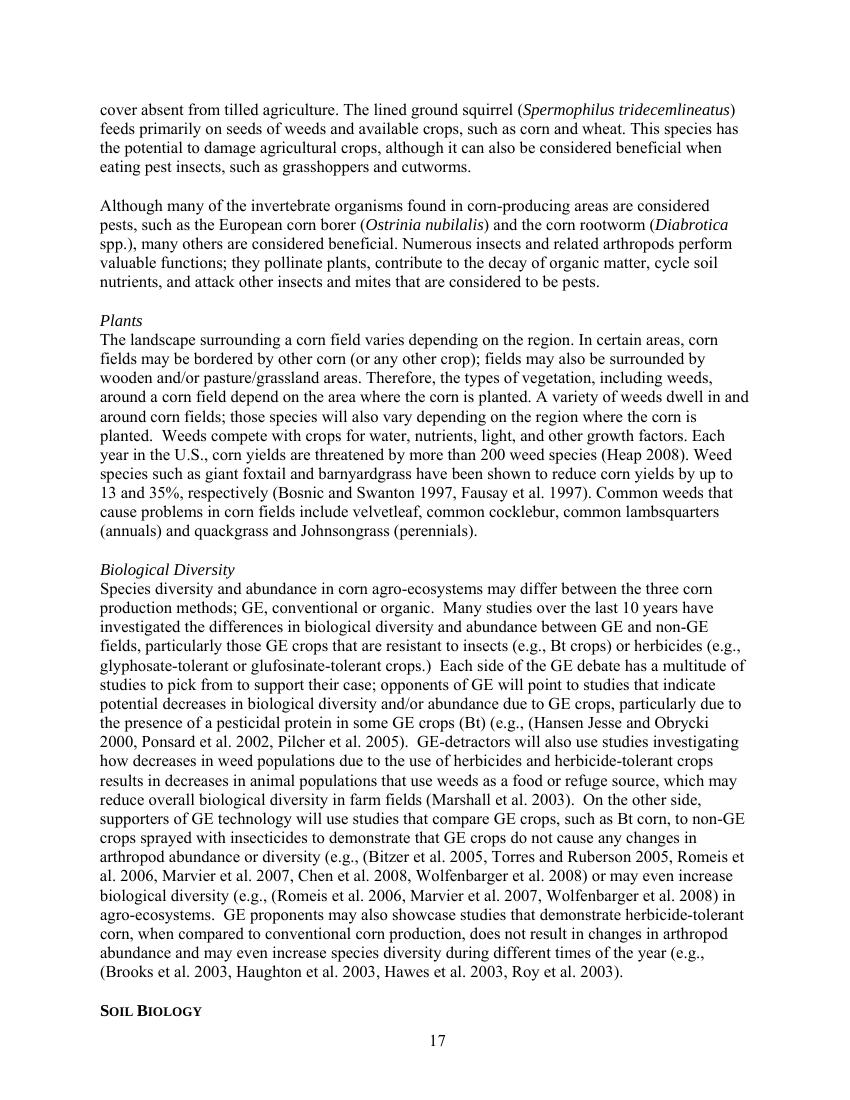 cover absent from tilled agriculture. The lined ground squirrel (Spermophilus tridecemlineatus)
feeds primarily on seeds of weeds and available crops, such as corn and wheat. This species has
the potential to damage agricultural crops, although it can also be considered beneficial when
eating pest insects, such as grasshoppers and cutworms.
Although many of the invertebrate organisms found in corn-producing areas are considered
pests, such as the European corn borer (Ostrinia nubilalis) and the corn rootworm (Diabrotica
spp.), many others are considered beneficial. Numerous insects and related arthropods perform
valuable functions; they pollinate plants, contribute to the decay of organic matter, cycle soil
nutrients, and attack other insects and mites that are considered to be pests.
Plants
The landscape surrounding a corn field varies depending on the region. In certain areas, corn
fields may be bordered by other corn (or any other crop); fields may also be surrounded by
wooden and/or pasture/grassland areas. Therefore, the types of vegetation, including weeds,
around a corn field depend on the area where the corn is planted. A variety of weeds dwell in and
around corn fields; those species will also vary depending on the region where the corn is
planted.  Weeds compete with crops for water, nutrients, light, and other growth factors. Each
year in the U.S., corn yields are threatened by more than 200 weed species (Heap 2008). Weed
species such as giant foxtail and barnyardgrass have been shown to reduce corn yields by up to
13 and 35%, respectively (Bosnic and Swanton 1997, Fausay et al. 1997). Common weeds that
cause problems in corn fields include velvetleaf, common cocklebur, common lambsquarters
(annuals) and quackgrass and Johnsongrass (perennials).
Biological Diversity
Species diversity and abundance in corn agro-ecosystems may differ between the three corn
production methods; GE, conventional or organic.  Many studies over the last 10 years have
investigated the differences in biological diversity and abundance between GE and non-GE
fields, particularly those GE crops that are resistant to insects (e.g., Bt crops) or herbicides (e.g.,
glyphosate-tolerant or glufosinate-tolerant crops.)  Each side of the GE debate has a multitude of
studies to pick from to support their case; opponents of GE will point to studies that indicate
potential decreases in biological diversity and/or abundance due to GE crops, particularly due to
the presence of a pesticidal protein in some GE crops (Bt) (e.g., (Hansen Jesse and Obrycki
2000, Ponsard et al. 2002, Pilcher et al. 2005).  GE-detractors will also use studies investigating
how decreases in weed populations due to the use of herbicides and herbicide-tolerant crops
results in decreases in animal populations that use weeds as a food or refuge source, which may
reduce overall biological diversity in farm fields (Marshall et al. 2003).  On the other side,
supporters of GE technology will use studies that compare GE crops, such as Bt corn, to non-GE
crops sprayed with insecticides to demonstrate that GE crops do not cause any changes in
arthropod abundance or diversity (e.g., (Bitzer et al. 2005, Torres and Ruberson 2005, Romeis et
al. 2006, Marvier et al. 2007, Chen et al. 2008, Wolfenbarger et al. 2008) or may even increase
biological diversity (e.g., (Romeis et al. 2006, Marvier et al. 2007, Wolfenbarger et al. 2008) in
agro-ecosystems.  GE proponents may also showcase studies that demonstrate herbicide-tolerant
corn, when compared to conventional corn production, does not result in changes in arthropod
abundance and may even increase species diversity during different times of the year (e.g.,
(Brooks et al. 2003, Haughton et al. 2003, Hawes et al. 2003, Roy et al. 2003).
SOIL BIOLOGY
17